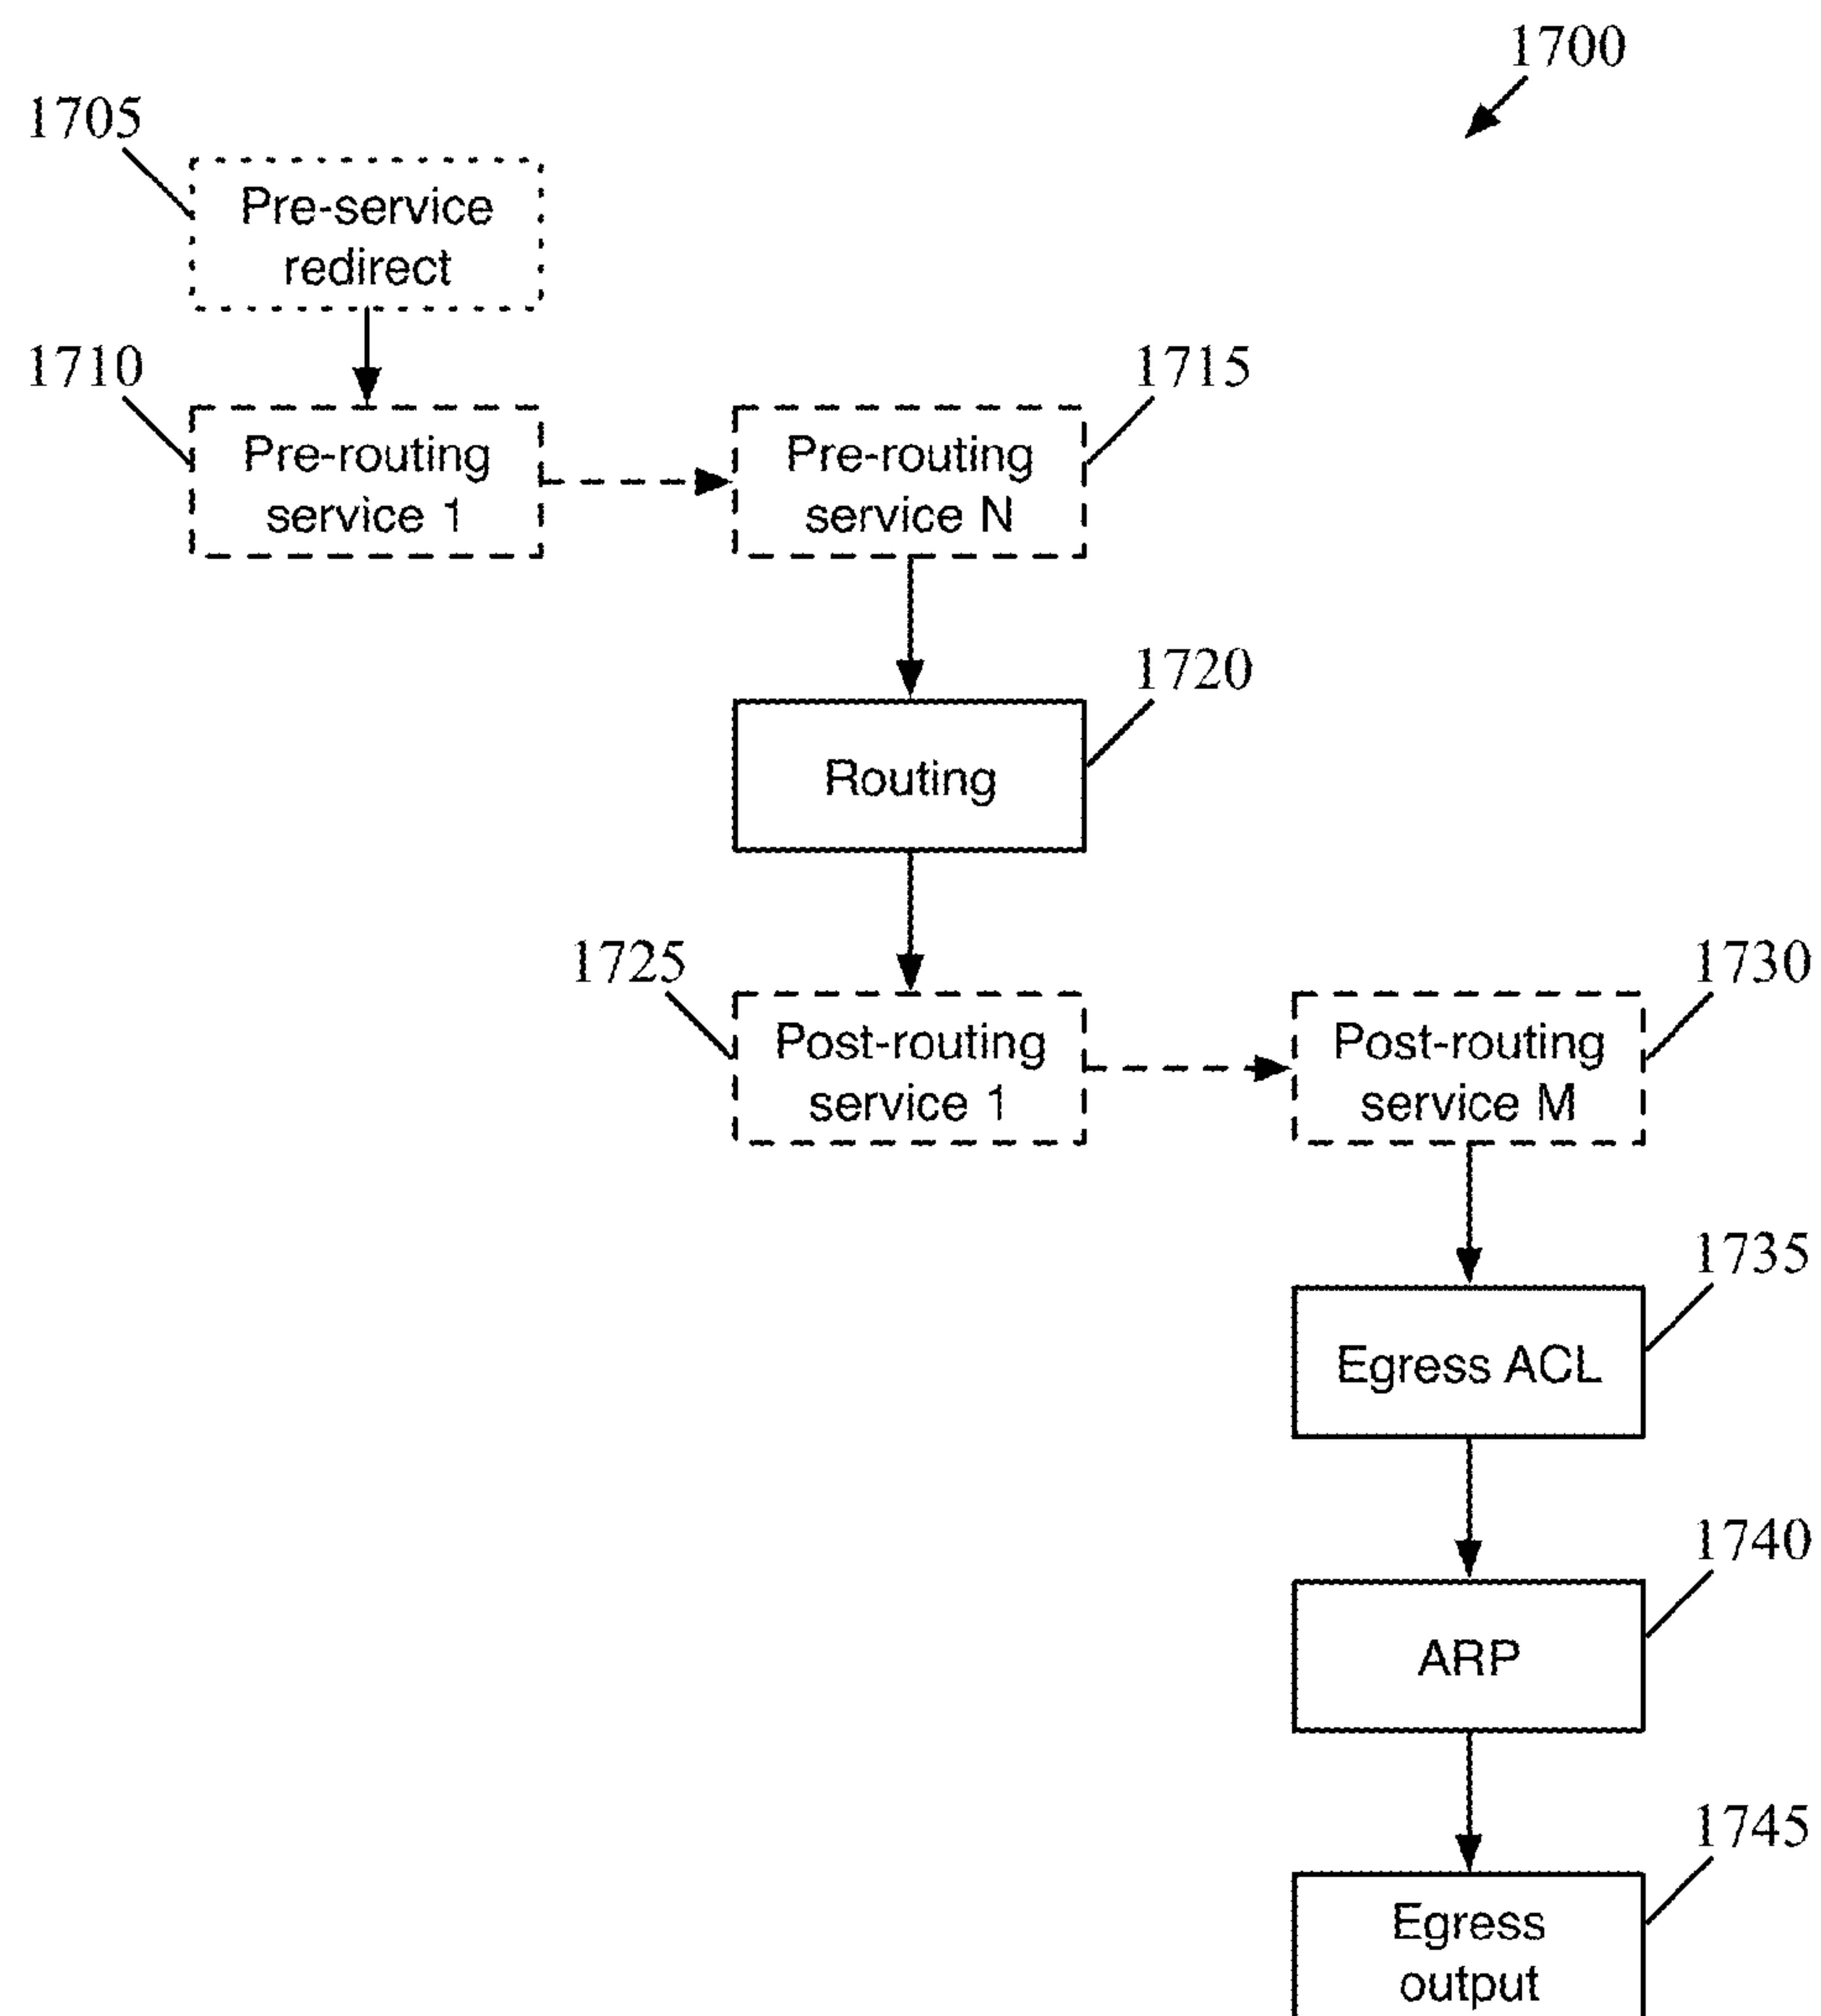 1700
1705
Pre-service
redirect
1710
Pre-routing
service 1
1715
Pre-routing
service N
1720
Routing
1725
Post-routing
service 1
1730
Post-routing
service M
1735
Egress ACL
1740
ARP
1745
Egress
output